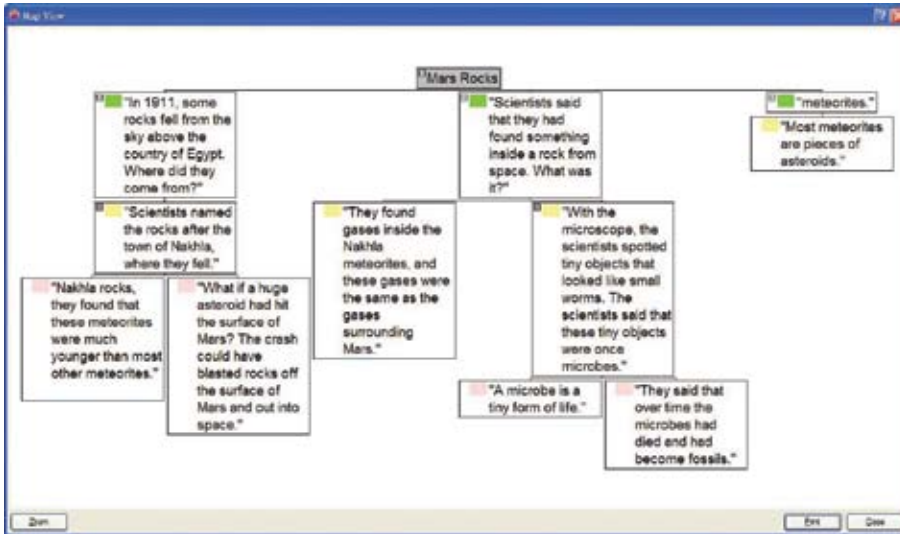 Map View
Mars Rocks
"In 1911, some
rocks fell from the
sky above the
country of Egypt.
Where did they
come from?"
"Scientists said
that they had
found something
inside a rock from
space. What was
it?"
"meteorites."
"Most meteorites
are pieces of
asteroids."
"Scientists named
the rocks after the
town of Nakhla,
where they fell."
"They found
gases inside the
Nakhla
meteorites, and
these gases were
the same as the
gases
surrounding
Mars."
"With the
microscope, the
scientists spotted
tiny objects that
looked like small
worms. The
scientists said that
these tiny objects
were once
microbes."
"Nakhla rocks,
they found that
these meteorites
were much
younger than most
other meteorites."
"What if a huge
asteroid had hit
the surface of
Mars? The crash
could have
blasted rocks off
the surface of
Mars and out into
space."
"A microbe is a
tiny form of life."
"They said that
over time the
microbes had
died and had
become fossils."
Zoom
Print
Close